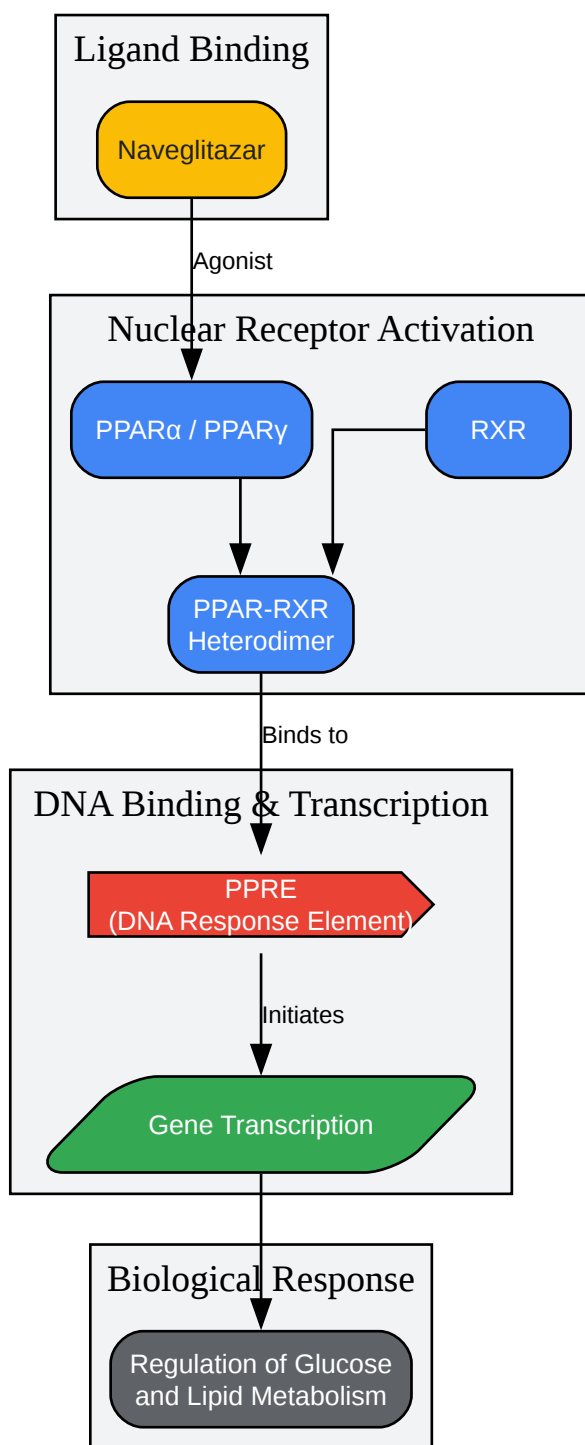 Ligand Binding
Naveglitazar
Agonist
Nuclear Receptor Activation
PPARα / PPARγ
RXR
PPAR-RXR
Heterodimer
Binds to
DNA Binding & Transcription
PPRE
(DNA Response Element)
Initiates
Gene Transcription
Biological Response
Regulation of Glucose
and Lipid Metabolism